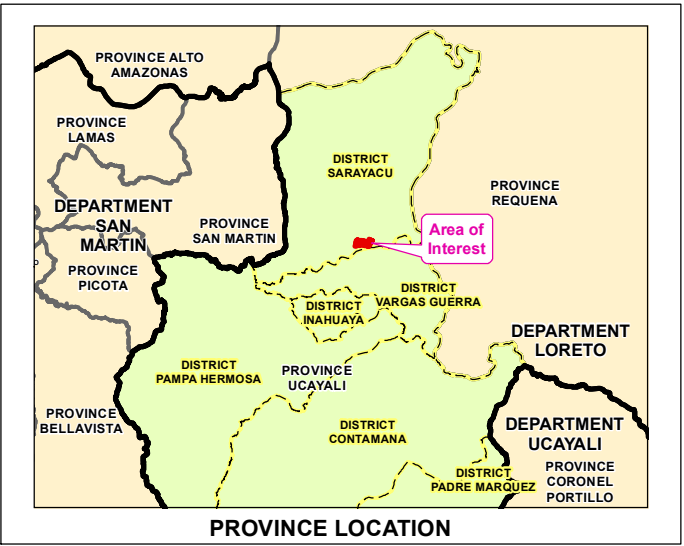 PROVINCE ALTO
AMAZONAS
PROVINCE
LAMAS
DISTRICT
SARAYACU
PROVINCE
REQUENA
DEPARTMENT
SAN
MARTIN
PROVINCE
SAN MARTIN
Area of
Interest
PROVINCE
PICOTA
DISTRICT
VARGAS GUERRA
DISTRICT
INAHUAYA
DEPARTMENT
LORETO
DISTRICT
PAMPA HERMOSA
PROVINCE
UCAYALI
PROVINCE
BELLAVISTA
DISTRICT
CONTAMANA
DEPARTMENT
UCAYALI
PROVINCE
CORONEL
PORTILLO
DISTRICT
PADRE MARQUEZ
PROVINCE LOCATION